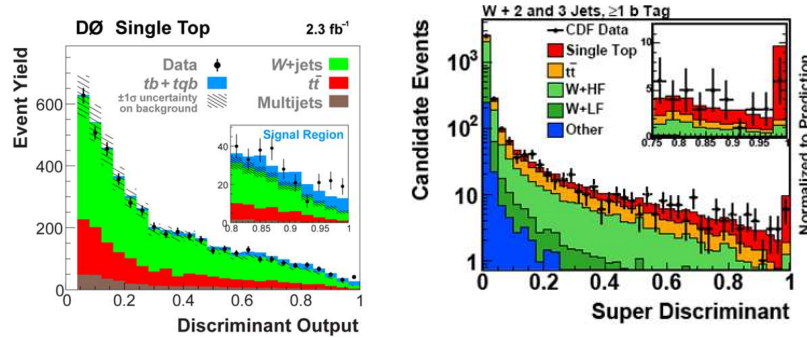 DØ Single Top
2.3 fb⁻¹
Event Yield
Data
tb+tqb
±1σ uncertainty
on background
W+jets
tt̄
Multijets
Signal Region
600
400
200
0
40
20
0
0.8 0.85 0.9 0.95 1
0 0.2 0.4 0.6 0.8 1
Discriminant Output
W + 2 and 3 Jets, ≥1 b Tag
Candidate Events
CDF Data
Single Top
tt̄
W+HF
W+LF
Other
10³
10²
10
1
10
5
0
0.75 0.8 0.85 0.9 0.95 1
0 0.2 0.4 0.6 0.8 1
Super Discriminant
Normalized to Prediction